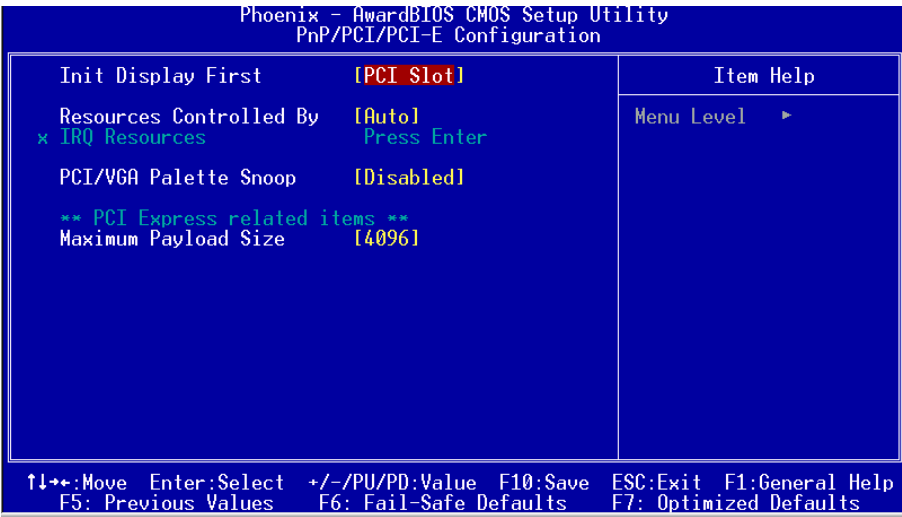 Phoenix - AwardBIOS CMOS Setup Utility
PnP/PCI/PCI-E Configuration
Init Display First [PCI Slot] Item Help
Resources Controlled By [Auto] Menu Level ►
x IRQ Resources Press Enter
PCI/VGA Palette Snoop [Disabled]
** PCI Express related items **
Maximum Payload Size [4096]
↑↓→←:Move Enter:Select +/-/PU/PD:Value F10:Save ESC:Exit F1:General Help
F5: Previous Values F6: Fail-Safe Defaults F7: Optimized Defaults